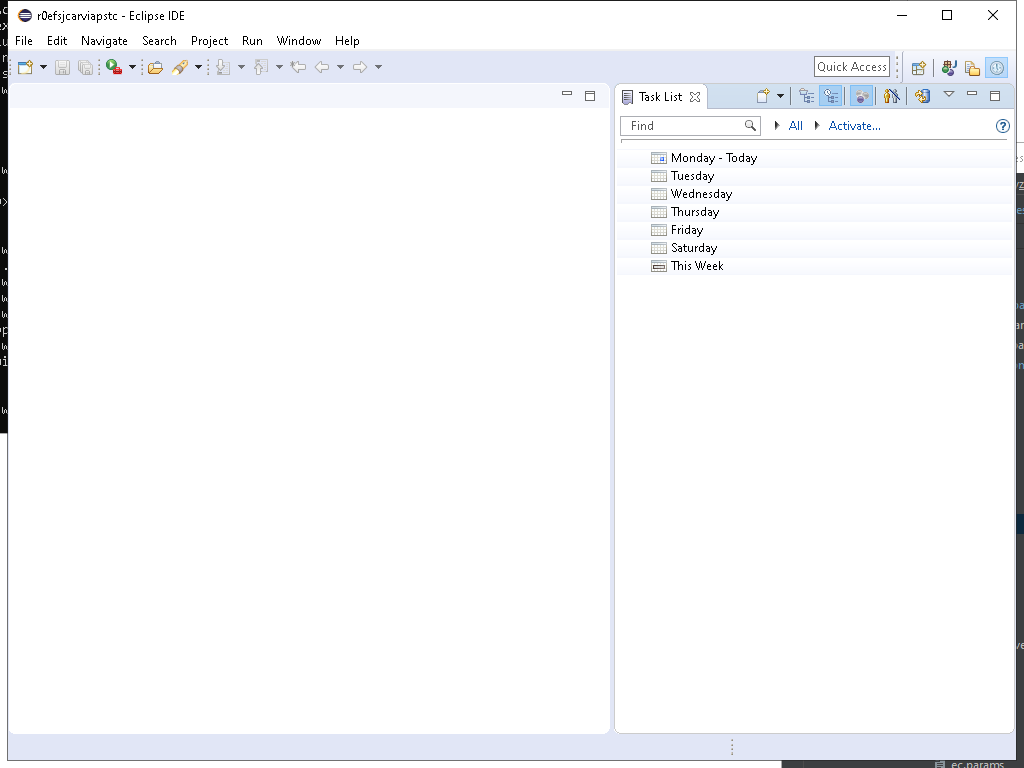 r0efsjcarviapstc - Eclipse IDE
File Edit Navigate Search Project Run Window Help
Quick Access
Task List
Find All Activate...
Monday - Today
Tuesday
Wednesday
Thursday
Friday
Saturday
This Week
ec.params